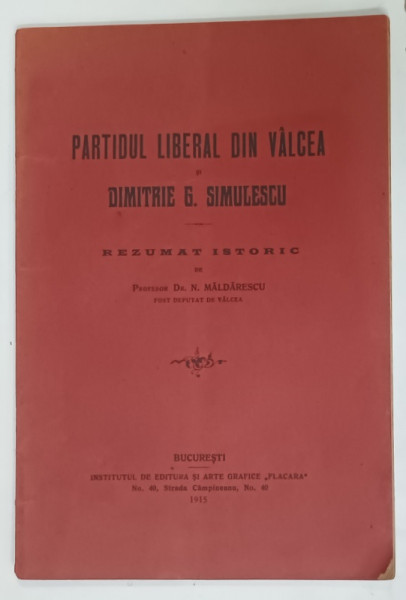 PARTIDUL LIBERAL DIN VÂLCEA
și
DIMITRIE G. SIMULESCU
REZUMAT ISTORIC
DE
PROFESOR DR. N. MĂLDĂRESCU
FOST DEPUTAT DE VÂLCEA
BUCUREȘTI
INSTITUTUL DE EDITURĂ ȘI ARTE GRAFICE „FLACĂRA”
No. 40, Strada Câmpineanu, No. 40
1915